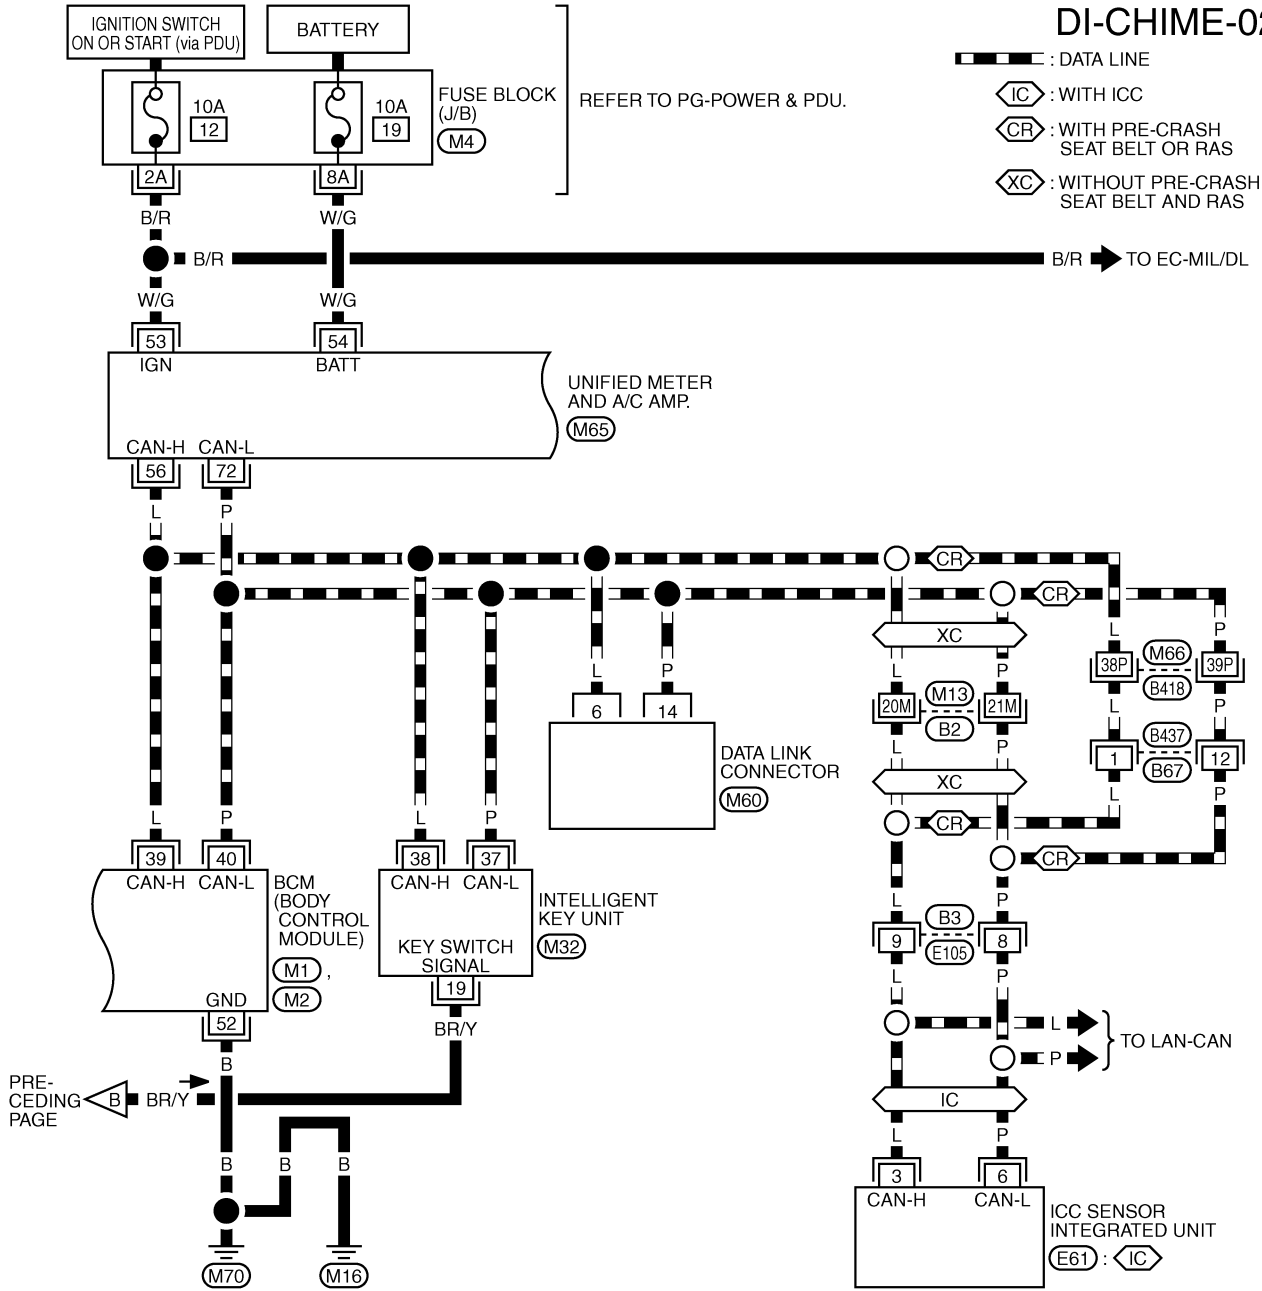 IGNITION SWITCH
ON OR START (via PDU)
BATTERY
DI-CHIME-02
: DATA LINE
IC : WITH ICC
CR : WITH PRE-CRASH
SEAT BELT OR RAS
XC : WITHOUT PRE-CRASH
SEAT BELT AND RAS
10A
12
10A
19
FUSE BLOCK
(J/B)
M4
REFER TO PG-POWER & PDU.
2A 8A
B/R W/G
B/R B/R TO EC-MIL/DL
W/G W/G
53 54
IGN BATT
UNIFIED METER
AND A/C AMP.
M65
CAN-H CAN-L
56 72
L P
CR
CR
XC
L P
L P
L P
38P M66 39P
B418
20M M13 21M
B2
L P
6 14
L P
B437
1 12
B67
DATA LINK
CONNECTOR
M60
XC
L P
L P L P
CR
CR
39 40 38 37
CAN-H CAN-L
BCM
(BODY
CONTROL
MODULE)
M1 ,
M2
CAN-H CAN-L
INTELLIGENT
KEY UNIT
M32
KEY SWITCH
SIGNAL
19
BR/Y
GND
52
B
L P
B3
9 8
E105
L P
L
P
TO LAN-CAN
PRE-
CEDING
PAGE
B BR/Y
IC
L P
B B B
3 6
CAN-H CAN-L
ICC SENSOR
INTEGRATED UNIT
E61 : IC
M70 M16